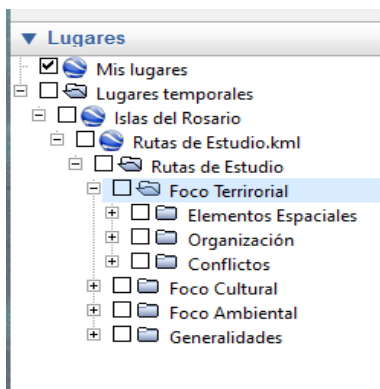 Lugares
Mis lugares
Lugares temporales
Islas del Rosario
Rutas de Estudio.kml
Rutas de Estudio
Foco Terrirorial
Elementos Espaciales
Organización
Conflictos
Foco Cultural
Foco Ambiental
Generalidades